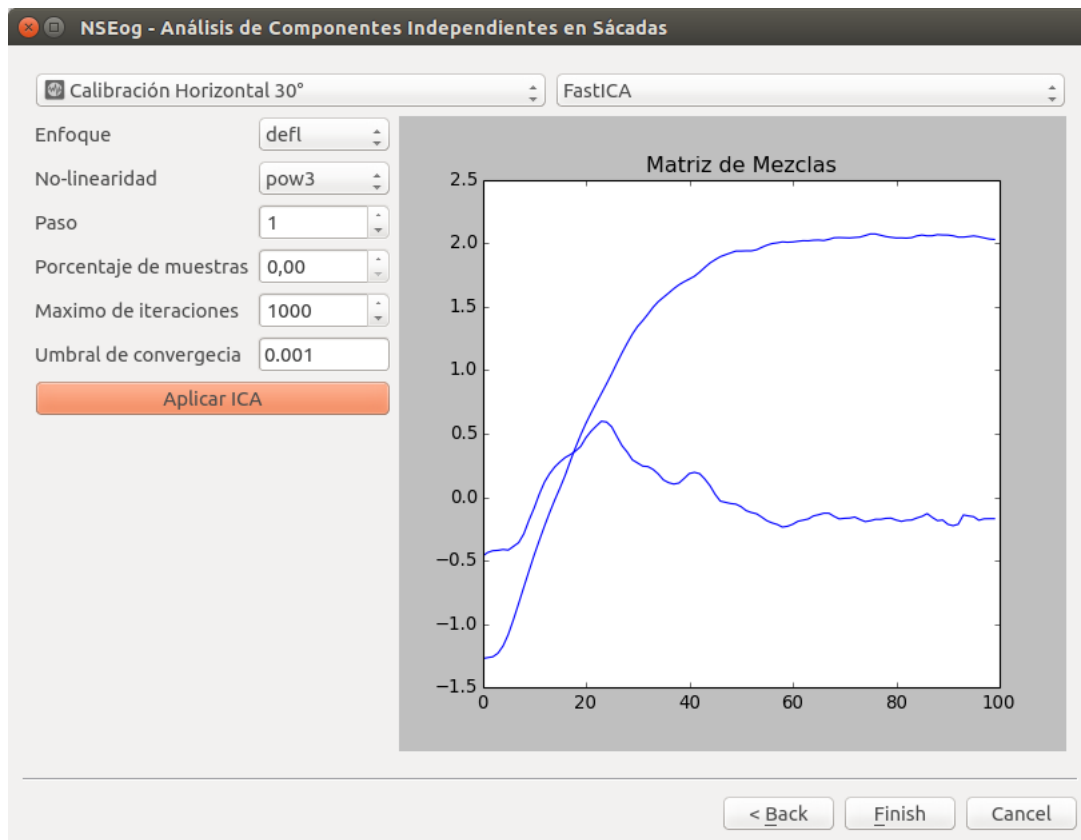 NSEog - Análisis de Componentes Independientes en Sácadas
Calibración Horizontal 30°
FastICA
Enfoque
defl
No-linearidad
pow3
Paso
1
Porcentaje de muestras
0,00
Maximo de iteraciones
1000
Umbral de convergecia
0.001
Aplicar ICA
Matriz de Mezclas
2.5
2.0
1.5
1.0
0.5
0.0
−0.5
−1.0
−1.5
0
20
40
60
80
100
< Back
Finish
Cancel